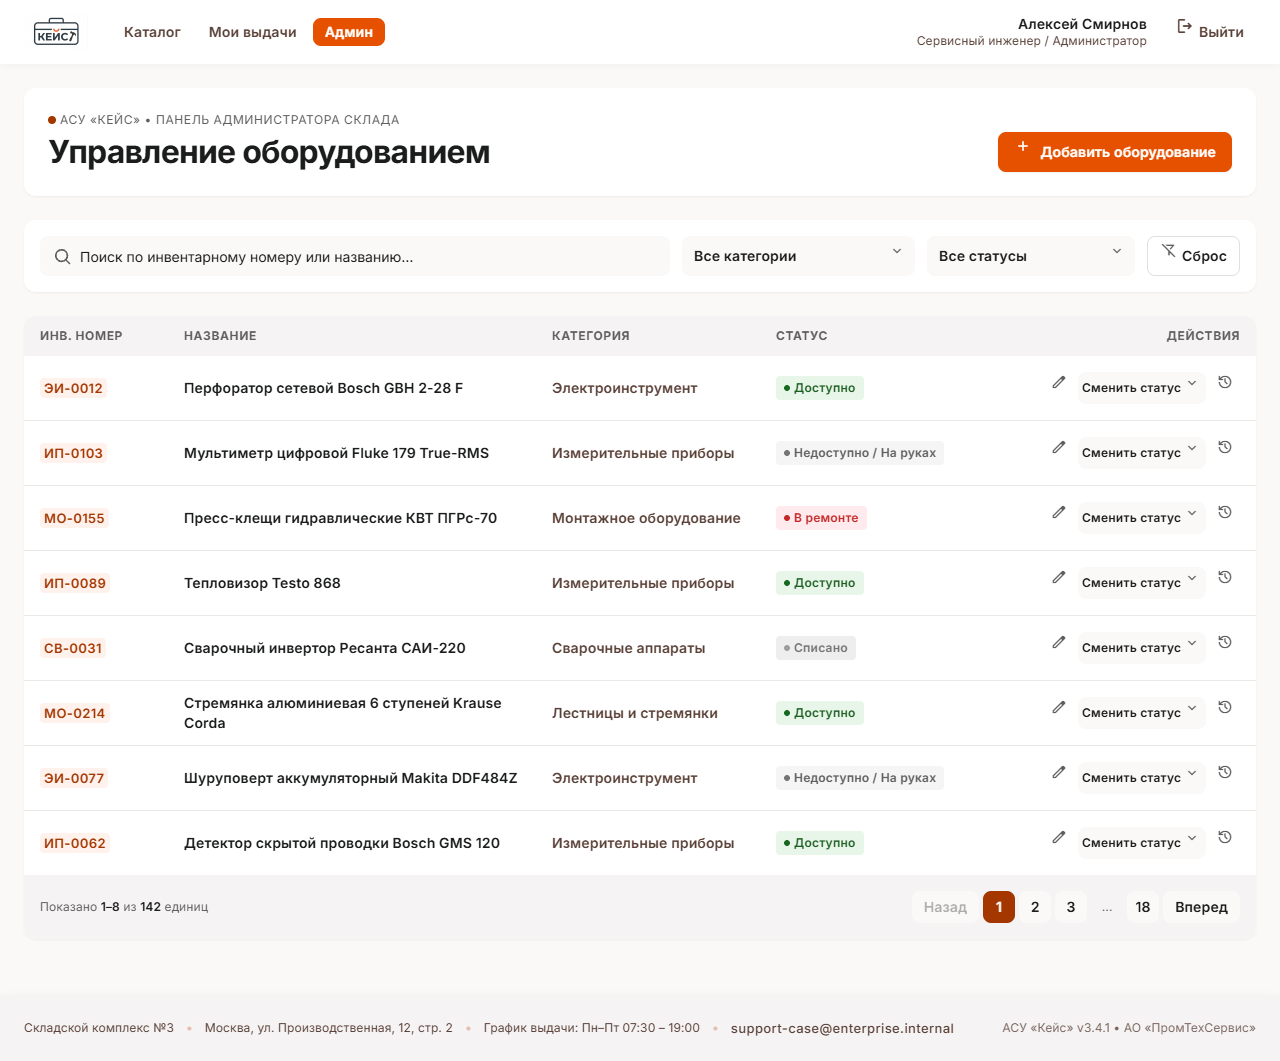 КЕЙС
Каталог
Мои выдачи
Админ
Алексей Смирнов
Сервисный инженер / Администратор
Выйти
АСУ «КЕЙС» • ПАНЕЛЬ АДМИНИСТРАТОРА СКЛАДА
Управление оборудованием
+ Добавить оборудование
Поиск по инвентарному номеру или названию...
Все категории
Все статусы
Сброс
ИНВ. НОМЕР НАЗВАНИЕ КАТЕГОРИЯ СТАТУС ДЕЙСТВИЯ
ЭИ-0012 Перфоратор сетевой Bosch GBH 2-28 F Электроинструмент Доступно Сменить статус
ИП-0103 Мультиметр цифровой Fluke 179 True-RMS Измерительные приборы Недоступно / На руках Сменить статус
МО-0155 Пресс-клещи гидравлические КВТ ПГРс-70 Монтажное оборудование В ремонте Сменить статус
ИП-0089 Тепловизор Testo 868 Измерительные приборы Доступно Сменить статус
СВ-0031 Сварочный инвертор Ресанта САИ-220 Сварочные аппараты Списано Сменить статус
МО-0214 Стремянка алюминиевая 6 ступеней Krause
Corda Лестницы и стремянки Доступно Сменить статус
ЭИ-0077 Шуруповерт аккумуляторный Makita DDF484Z Электроинструмент Недоступно / На руках Сменить статус
ИП-0062 Детектор скрытой проводки Bosch GMS 120 Измерительные приборы Доступно Сменить статус
Показано 1–8 из 142 единиц
Назад 1 2 3 ... 18 Вперед
Складской комплекс №3 • Москва, ул. Производственная, 12, стр. 2 • График выдачи: Пн–Пт 07:30 – 19:00 • support-case@enterprise.internal
АСУ «Кейс» v3.4.1 • АО «ПромТехСервис»